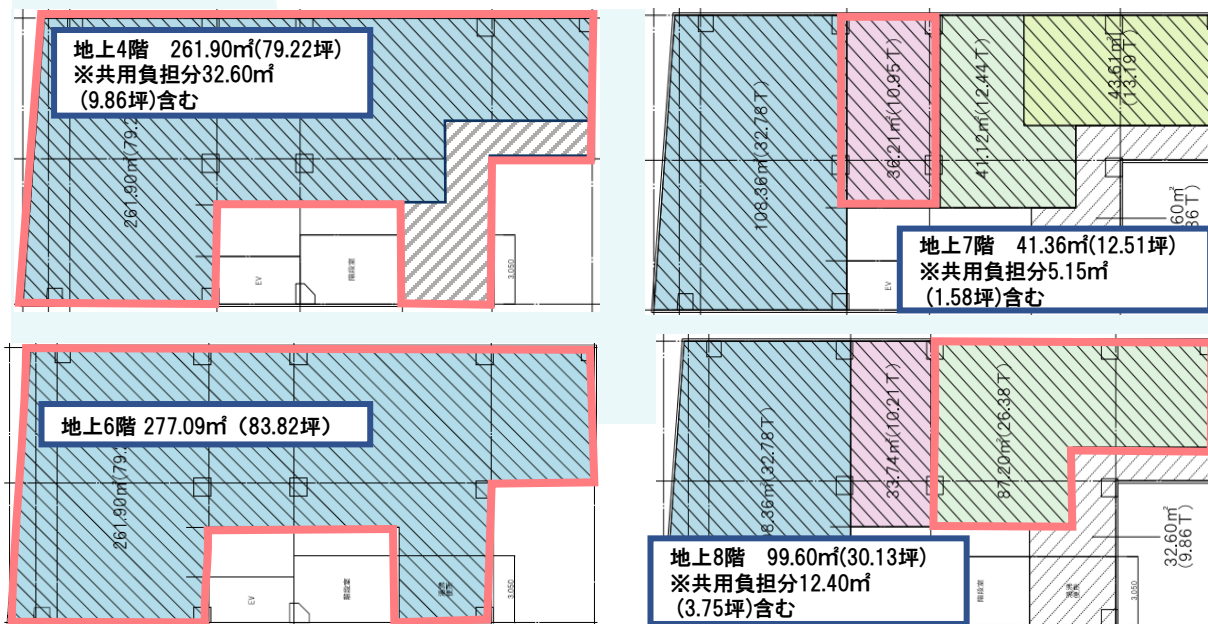 地上4階　261.90㎡(79.22坪)
※共用負担分32.60㎡
(9.86坪)含む
261.90㎡(79.2
EV
階段室
3,050
108.36㎡(32.78T)
36.21㎡(10.95T)
41.12㎡(12.44T)
43.61㎡
(13.19T)
60㎡
86T)
EV
地上7階　41.36㎡(12.51坪)
※共用負担分5.15㎡
(1.58坪)含む
地上6階 277.09㎡（83.82坪）
261.90㎡(79.2
EV
階段室
3,050
8.36㎡(32.78T)
33.74㎡(10.21T)
87.20㎡(26.38T)
32.60㎡
(9.86T)
地上8階　99.60㎡(30.13坪)
※共用負担分12.40㎡
(3.75坪)含む
階段室
3,050